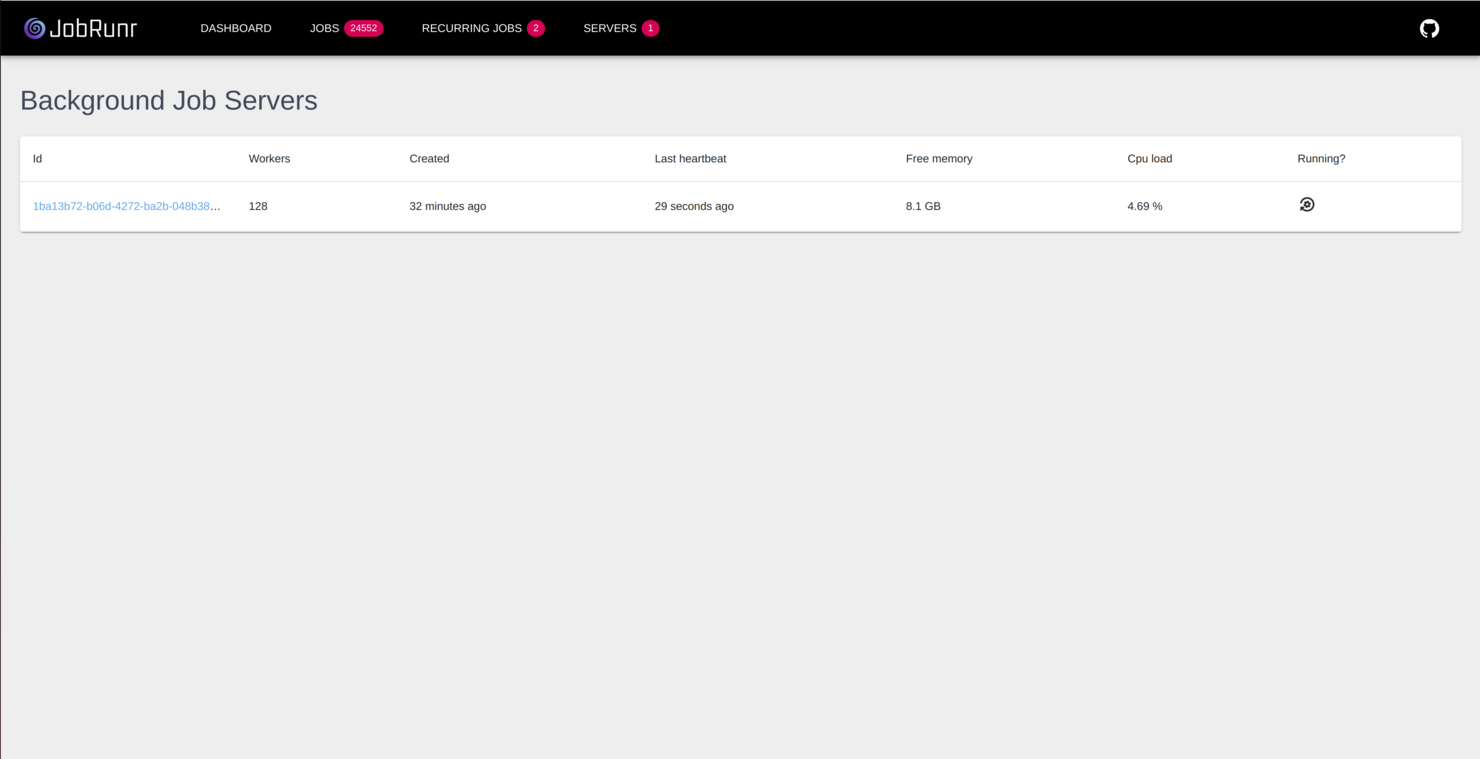 JobRunr DASHBOARD JOBS 24552 RECURRING JOBS 2 SERVERS 1
Background Job Servers
Id Workers Created Last heartbeat Free memory Cpu load Running?
1ba13b72-b06d-4272-ba2b-048b38... 128 32 minutes ago 29 seconds ago 8.1 GB 4.69 %